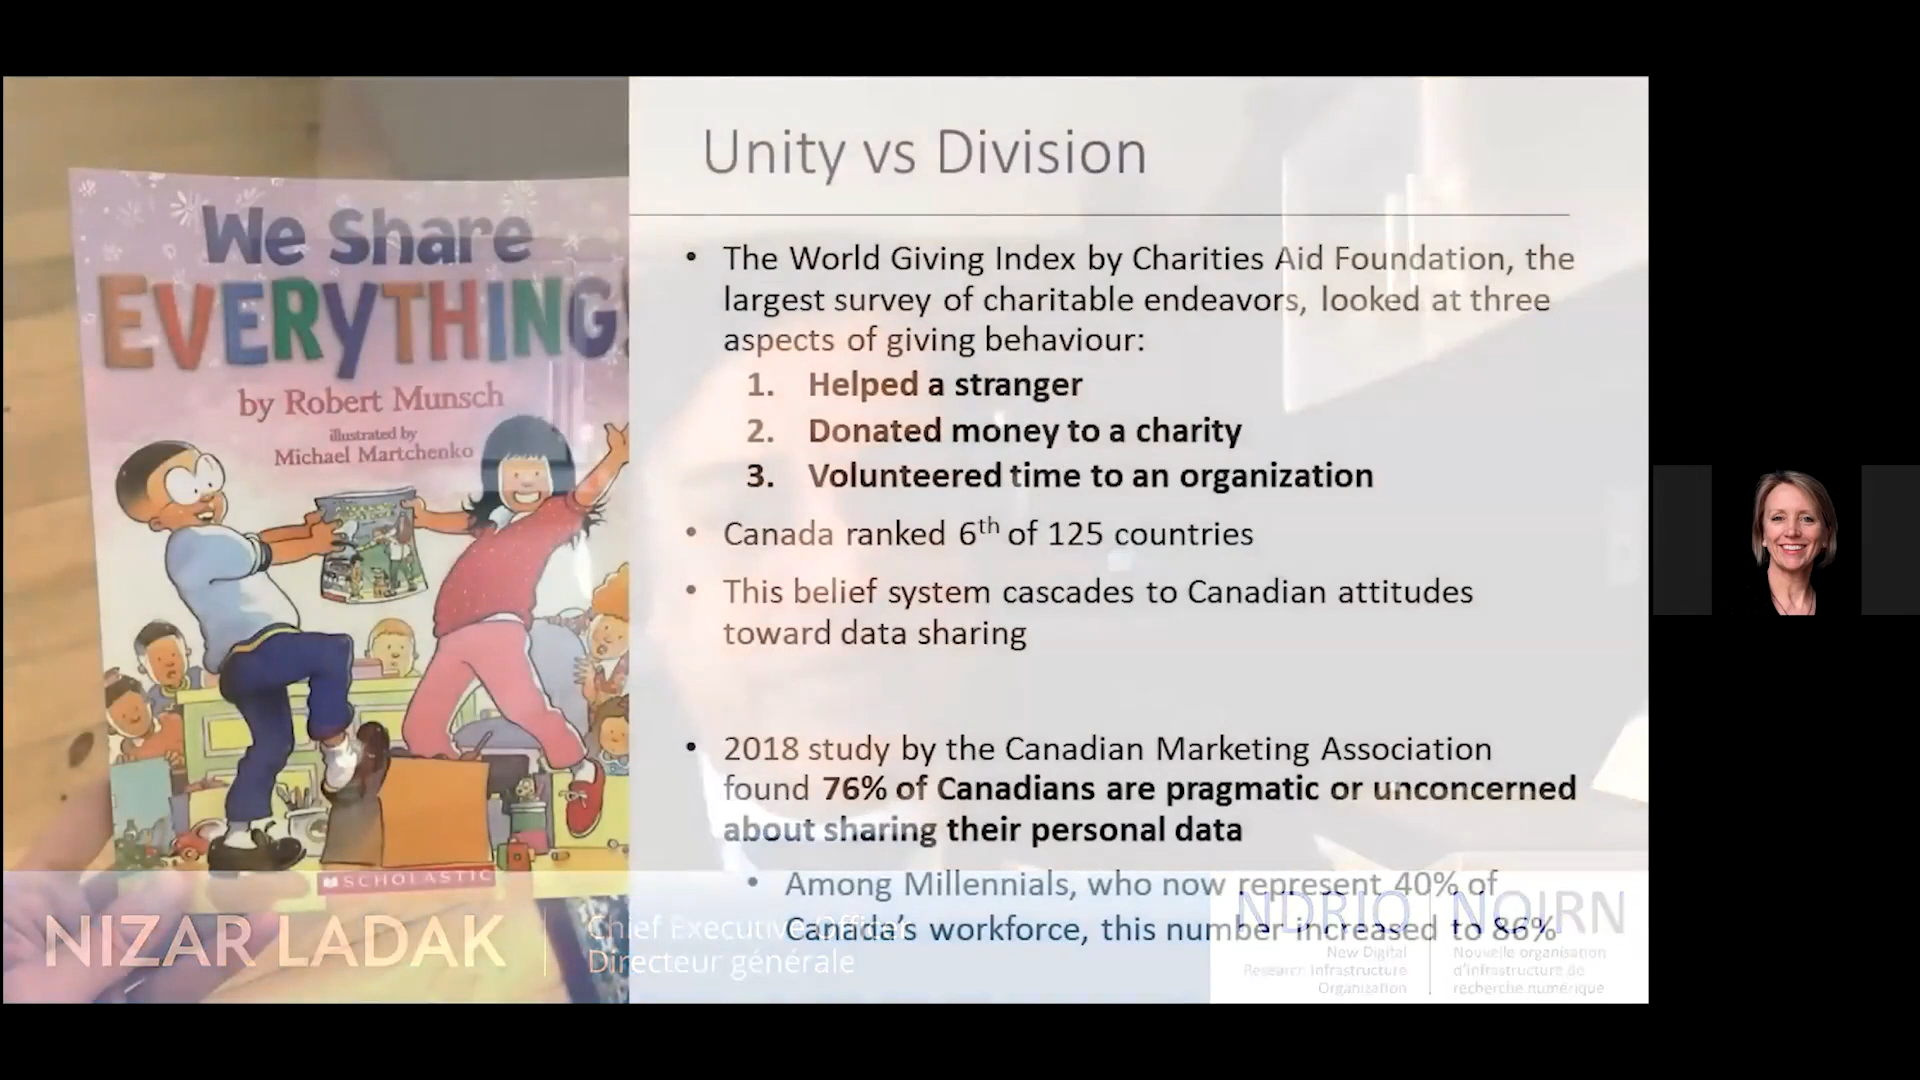 We Share
EVERYTHING!
by Robert Munsch
illustrated by
Michael Martchenko
SCHOLASTIC
Unity vs Division
• The World Giving Index by Charities Aid Foundation, the
largest survey of charitable endeavors, looked at three
aspects of giving behaviour:
1. Helped a stranger
2. Donated money to a charity
3. Volunteered time to an organization
• Canada ranked 6th of 125 countries
• This belief system cascades to Canadian attitudes
toward data sharing
• 2018 study by the Canadian Marketing Association
found 76% of Canadians are pragmatic or unconcerned
about sharing their personal data
• Among Millennials, who now represent 40% of
Canada's workforce, this number increased to 86%
NIZAR LADAK
Chief Executive Officer
Directeur générale
NDRIO
New Digital
Research Infrastructure
Organization
NOIRN
Nouvelle organisation
d'infrastructure de
recherche numérique